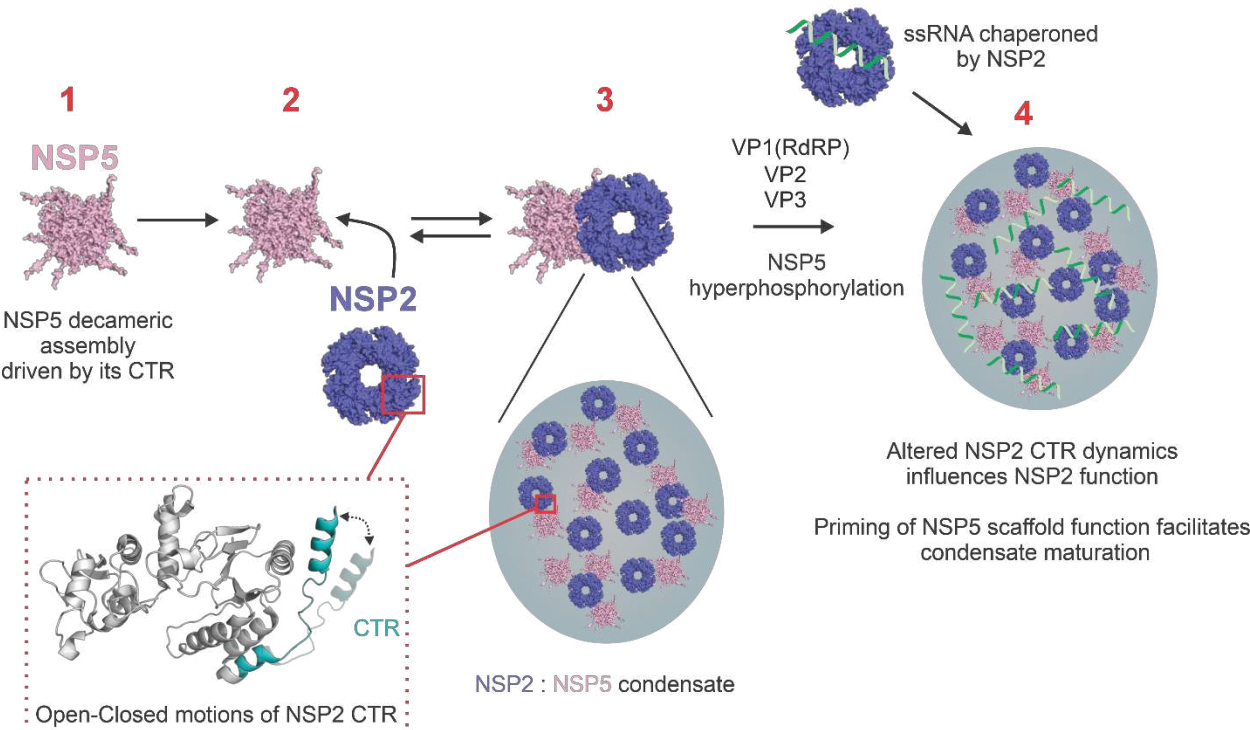 1
NSP5
NSP5 decameric
assembly
driven by its CTR
2
NSP2
3
VP1(RdRP)
VP2
VP3
NSP5
hyperphosphorylation
ssRNA chaperoned
by NSP2
4
Altered NSP2 CTR dynamics
influences NSP2 function
Priming of NSP5 scaffold function facilitates
condensate maturation
CTR
Open-Closed motions of NSP2 CTR
NSP2 : NSP5 condensate